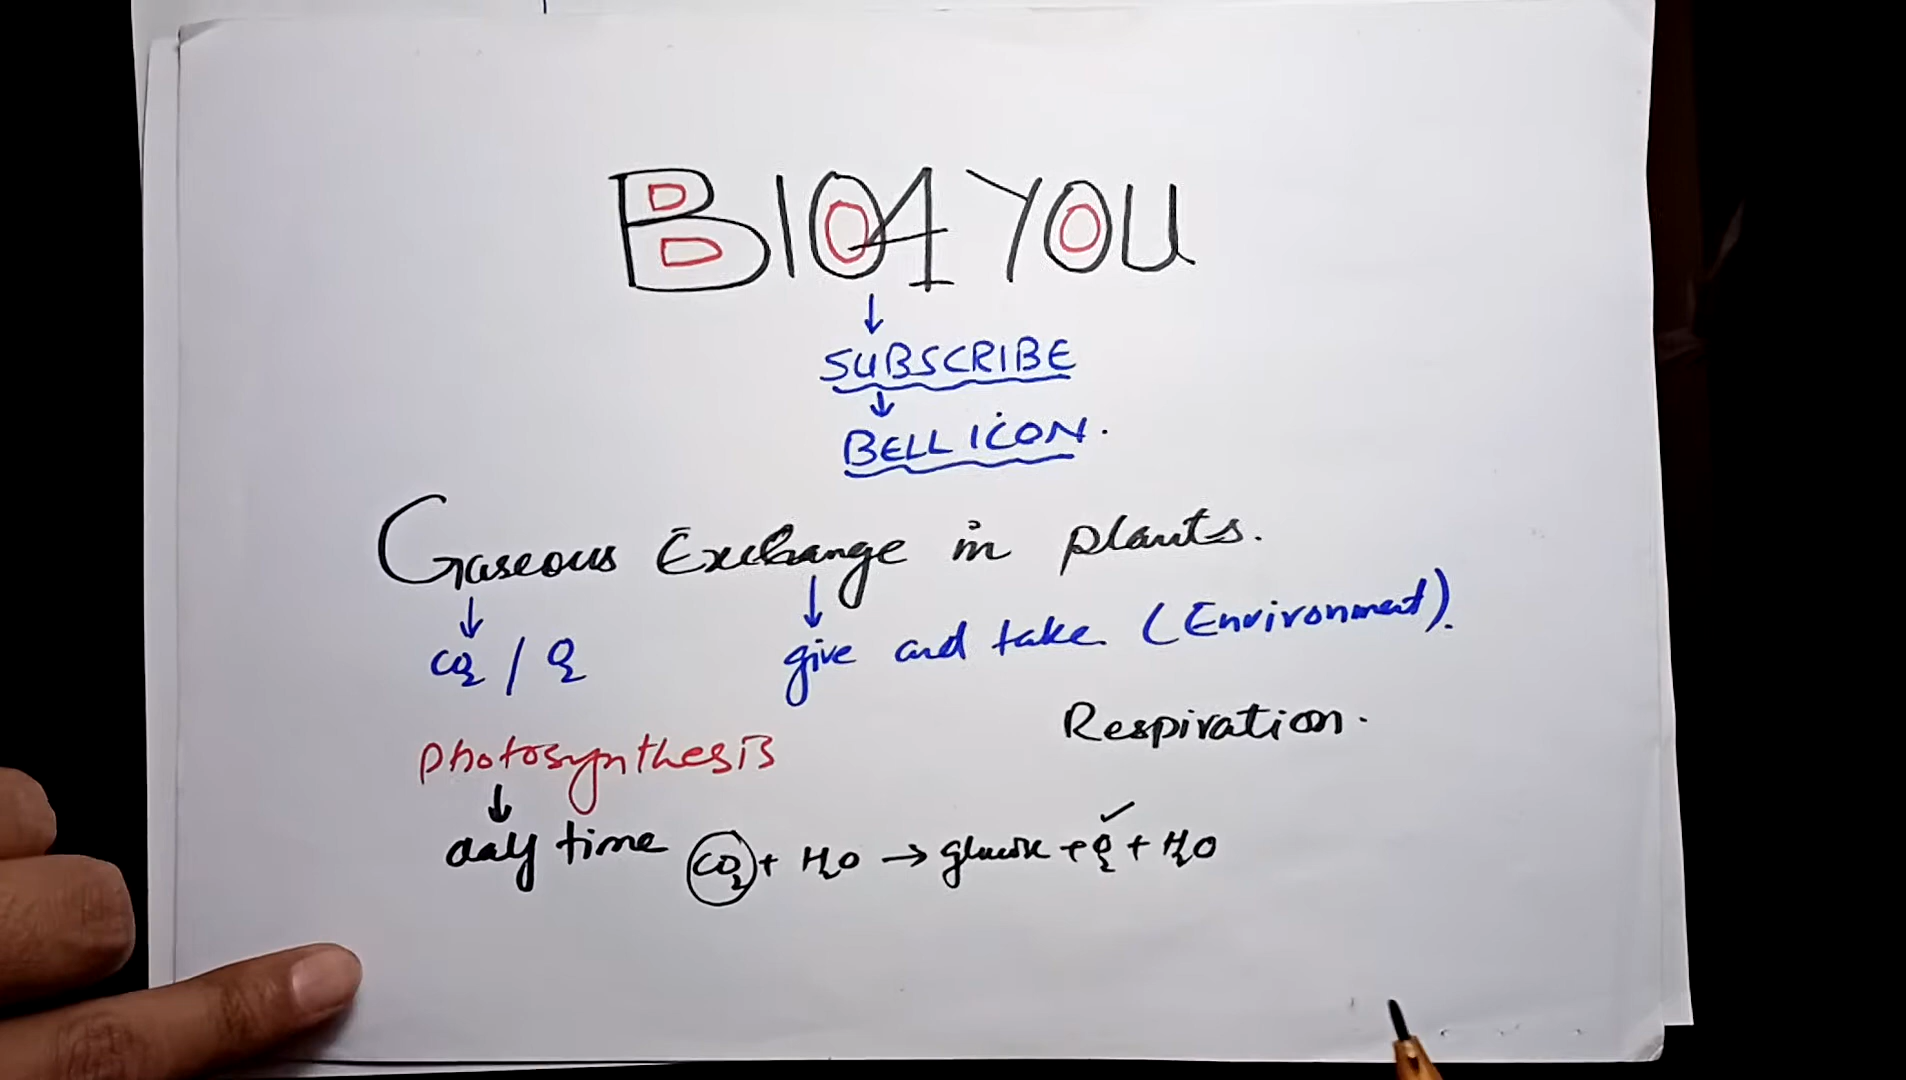 BIO4YOU
↓
SUBSCRIBE
↓
BELL ICON.
Gaseous Exchange in plants.
↓ ↓
CO2 / O2 give and take (Environment).
Respiration.
photosynthesis
↓
day time CO2 + H2O → glucose + O2 + H2O